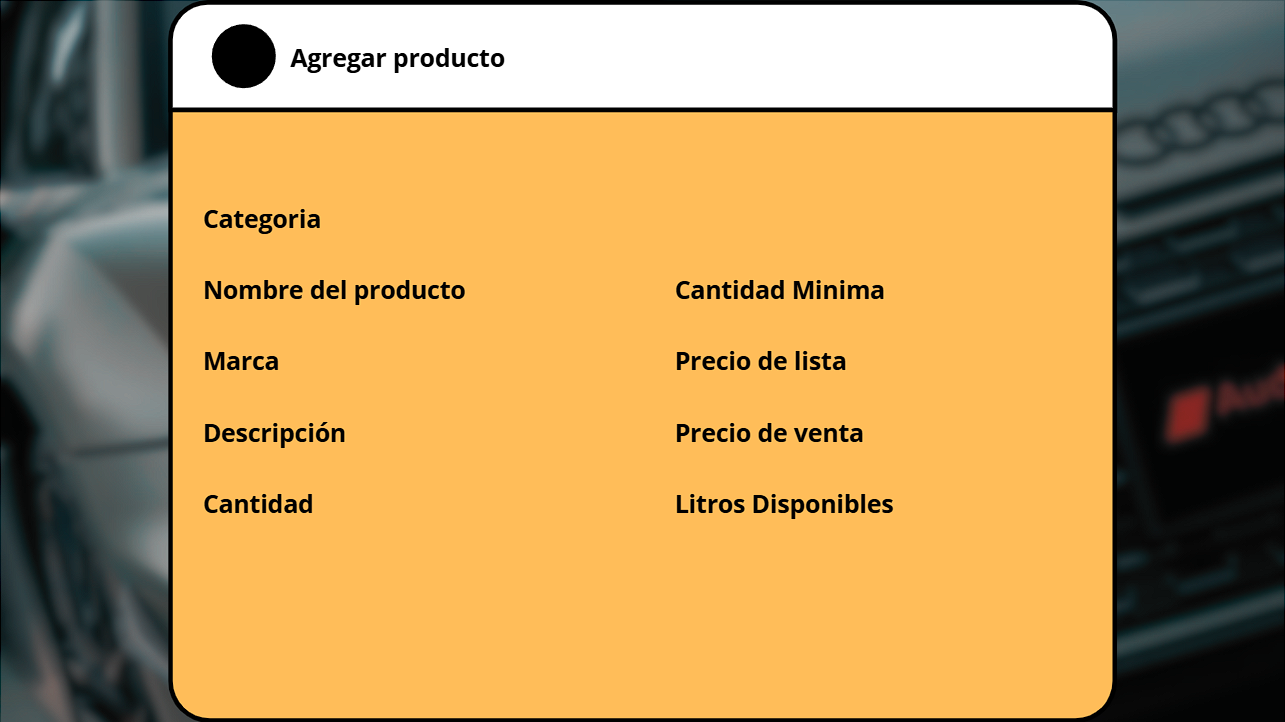 Agregar producto
Categoria
Nombre del producto
Cantidad Minima
Marca
Precio de lista
Descripción
Precio de venta
Cantidad
Litros Disponibles